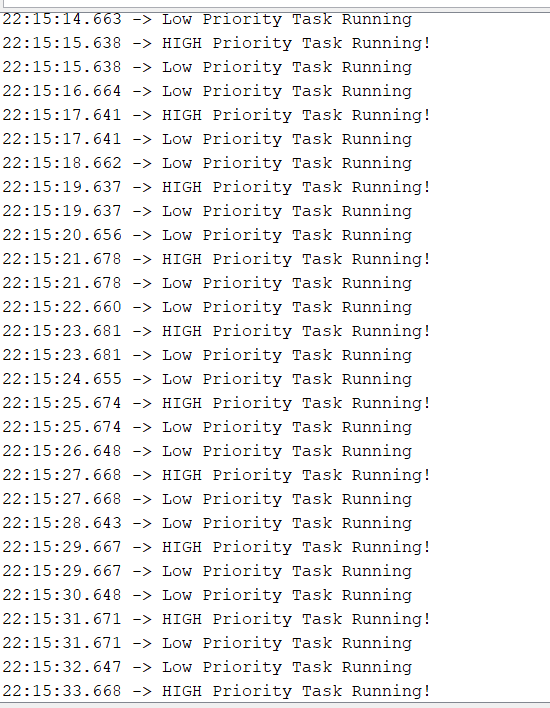 22:15:14.663 -> Low Priority Task Running
22:15:15.638 -> HIGH Priority Task Running!
22:15:15.638 -> Low Priority Task Running
22:15:16.664 -> Low Priority Task Running
22:15:17.641 -> HIGH Priority Task Running!
22:15:17.641 -> Low Priority Task Running
22:15:18.662 -> Low Priority Task Running
22:15:19.637 -> HIGH Priority Task Running!
22:15:19.637 -> Low Priority Task Running
22:15:20.656 -> Low Priority Task Running
22:15:21.678 -> HIGH Priority Task Running!
22:15:21.678 -> Low Priority Task Running
22:15:22.660 -> Low Priority Task Running
22:15:23.681 -> HIGH Priority Task Running!
22:15:23.681 -> Low Priority Task Running
22:15:24.655 -> Low Priority Task Running
22:15:25.674 -> HIGH Priority Task Running!
22:15:25.674 -> Low Priority Task Running
22:15:26.648 -> Low Priority Task Running
22:15:27.668 -> HIGH Priority Task Running!
22:15:27.668 -> Low Priority Task Running
22:15:28.643 -> Low Priority Task Running
22:15:29.667 -> HIGH Priority Task Running!
22:15:29.667 -> Low Priority Task Running
22:15:30.648 -> Low Priority Task Running
22:15:31.671 -> HIGH Priority Task Running!
22:15:31.671 -> Low Priority Task Running
22:15:32.647 -> Low Priority Task Running
22:15:33.668 -> HIGH Priority Task Running!